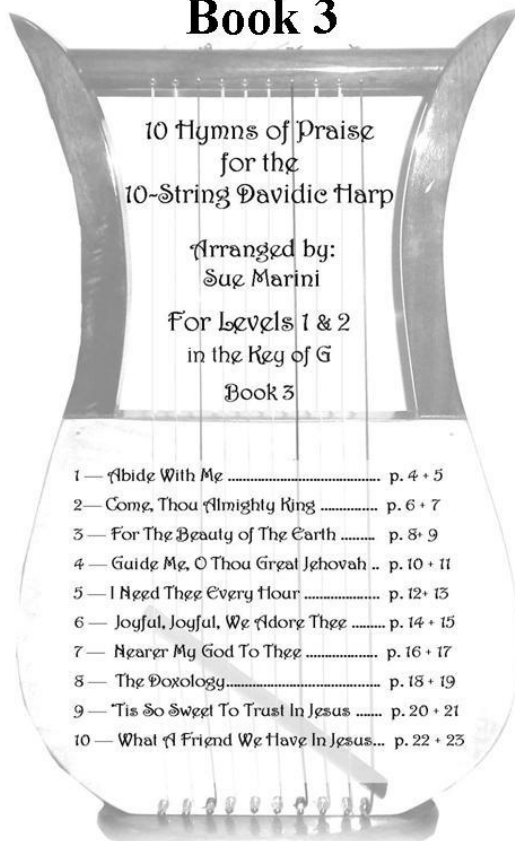 Book 3
10 Hymns of Praise
for the
10-String Davidic Harp
Arranged by:
Sue Marini
For Levels 1 & 2
in the Key of G
Book 3
1 — Abide With Me ......................................... p. 4 + 5
2— Come, Thou Almighty King ............... p. 6 + 7
3 — For The Beauty of The Earth ......... p. 8+ 9
4 — Guide Me, O Thou Great Jehovah .. p. 10 + 11
5 — I Need Thee Every Hour .................... p. 12+ 13
6 — Joyful, Joyful, We Adore Thee ......... p. 14 + 15
7 — Nearer My God To Thee ................... p. 16 + 17
8 — The Doxology......................................... p. 18 + 19
9 — 'Tis So Sweet To Trust In Jesus ....... p. 20 + 21
10 — What A Friend We Have In Jesus... p. 22 + 23